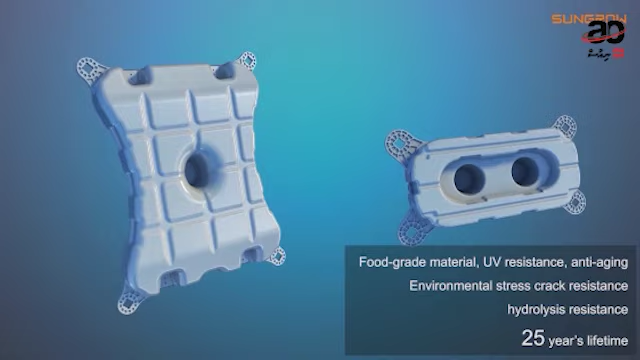 SUNGROW
Food-grade material, UV resistance, anti-aging
Environmental stress crack resistance
hydrolysis resistance
25 year's lifetime